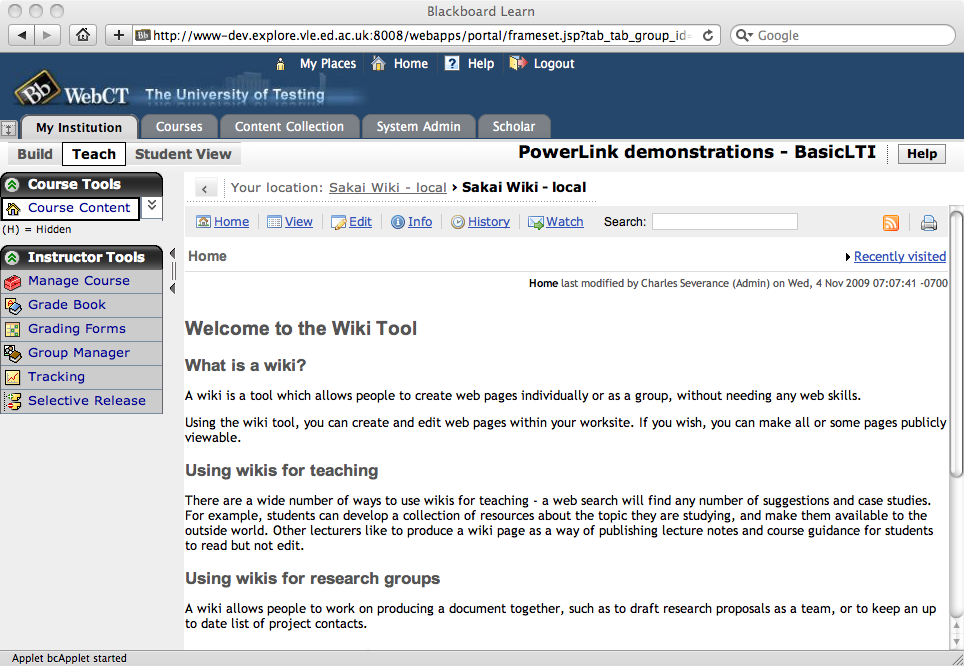 Blackboard Learn
http://www-dev.explore.vle.ed.ac.uk:8008/webapps/portal/frameset.jsp?tab_tab_group_id=
Google
My Places Home ? Help Logout
Bb WebCT The University of Testing
My Institution Courses Content Collection System Admin Scholar
Build Teach Student View PowerLink demonstrations - BasicLTI Help
Course Tools
Course Content
(H) = Hidden
Instructor Tools
Manage Course
Grade Book
Grading Forms
Group Manager
Tracking
Selective Release
Your location: Sakai Wiki - local › Sakai Wiki - local
Home View Edit Info History Watch Search:
Home Recently visited
Home last modified by Charles Severance (Admin) on Wed, 4 Nov 2009 07:07:41 -0700
Welcome to the Wiki Tool
What is a wiki?
A wiki is a tool which allows people to create web pages individually or as a group, without needing any web skills.
Using the wiki tool, you can create and edit web pages within your worksite. If you wish, you can make all or some pages publicly
viewable.
Using wikis for teaching
There are a wide number of ways to use wikis for teaching - a web search will find any number of suggestions and case studies.
For example, students can develop a collection of resources about the topic they are studying, and make them available to the
outside world. Other lecturers like to produce a wiki page as a way of publishing lecture notes and course guidance for students
to read but not edit.
Using wikis for research groups
A wiki allows people to work on producing a document together, such as to draft research proposals as a team, or to keep an up
to date list of project contacts.
Applet bcApplet started